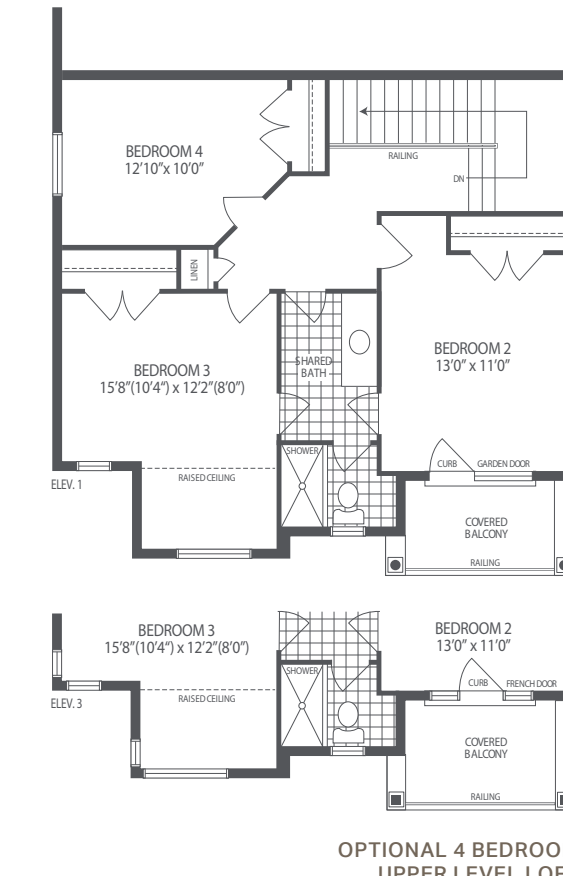 BEDROOM 4
12'10"x 10'0"
RAILING
DN
LINEN
BEDROOM 3
15'8"(10'4") x 12'2"(8'0")
SHARED
BATH
BEDROOM 2
13'0" x 11'0"
SHOWER
CURB GARDEN DOOR
ELEV. 1
RAISED CEILING
COVERED
BALCONY
RAILING
BEDROOM 3
15'8"(10'4") x 12'2"(8'0")
BEDROOM 2
13'0" x 11'0"
SHOWER
CURB FRENCH DOOR
ELEV. 3
RAISED CEILING
COVERED
BALCONY
RAILING
OPTIONAL 4 BEDROO
UPPER LEVEL LOF